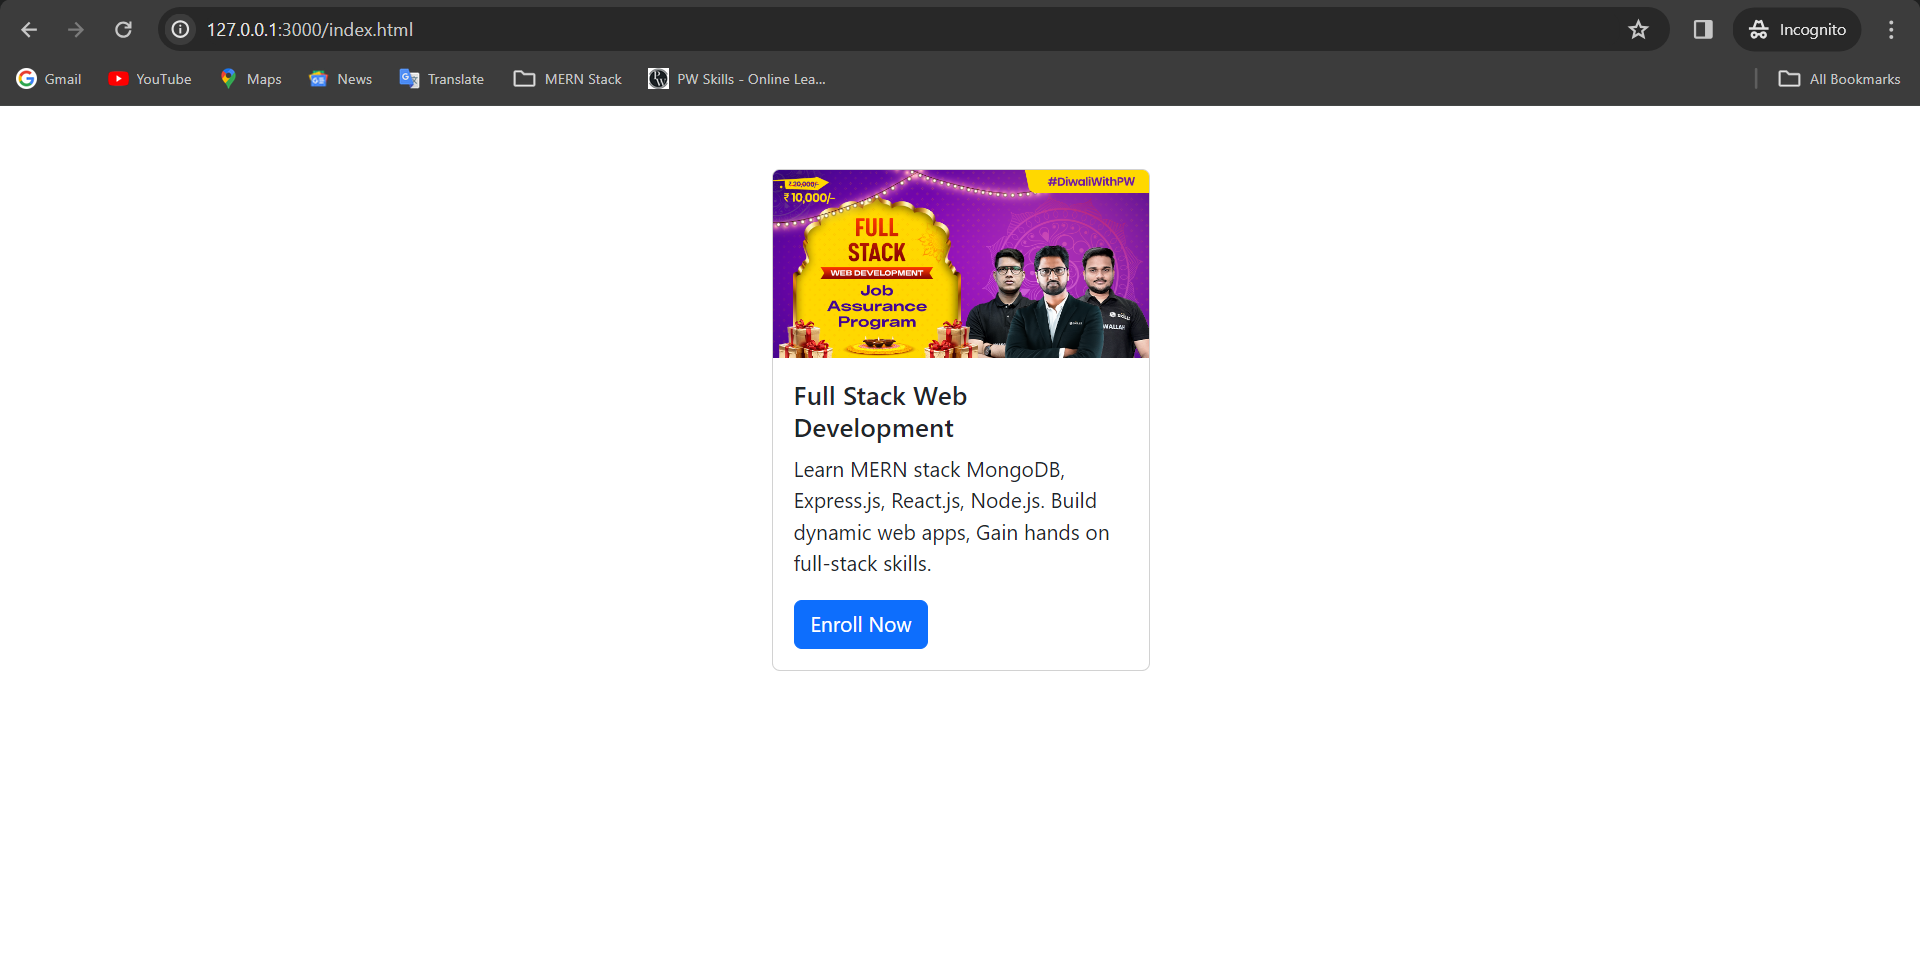 127.0.0.1:3000/index.html
Incognito
Gmail
YouTube
Maps
News
Translate
MERN Stack
PW Skills - Online Lea...
All Bookmarks
₹20,000/-
₹10,000/-
#DiwaliWithPW
FULL
STACK
WEB DEVELOPMENT
Job
Assurance
Program
Full Stack Web
Development
Learn MERN stack MongoDB,
Express.js, React.js, Node.js. Build
dynamic web apps, Gain hands on
full-stack skills.
Enroll Now